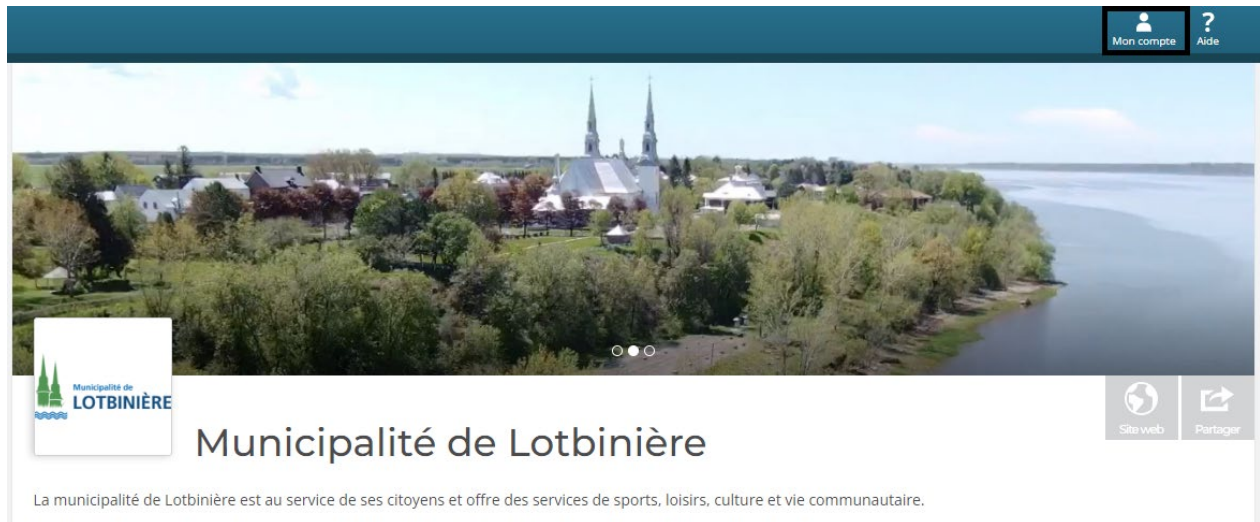 Mon compte
?
Aide
Municipalité de
LOTBINIÈRE
Site web
Partager
Municipalité de Lotbinière
La municipalité de Lotbinière est au service de ses citoyens et offre des services de sports, loisirs, culture et vie communautaire.